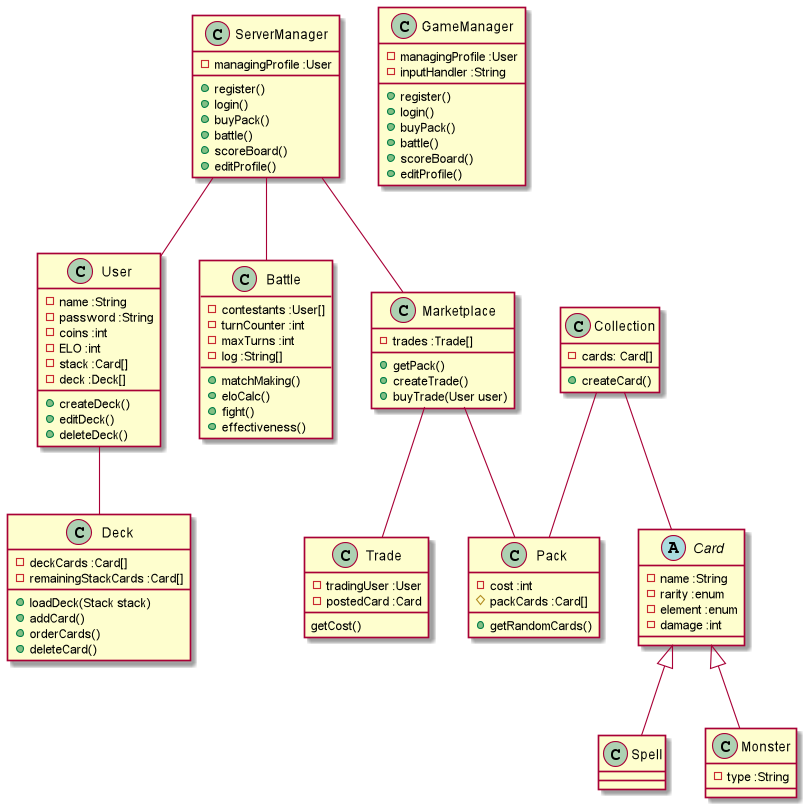 C ServerManager
managingProfile :User
register()
login()
buyPack()
battle()
scoreBoard()
editProfile()
C GameManager
managingProfile :User
inputHandler :String
register()
login()
buyPack()
battle()
scoreBoard()
editProfile()
C User
name :String
password :String
coins :int
ELO :int
stack :Card[]
deck :Deck[]
createDeck()
editDeck()
deleteDeck()
C Battle
contestants :User[]
turnCounter :int
maxTurns :int
log :String[]
matchMaking()
eloCalc()
fight()
effectiveness()
C Marketplace
trades :Trade[]
getPack()
createTrade()
buyTrade(User user)
C Collection
cards: Card[]
createCard()
C Deck
deckCards :Card[]
remainingStackCards :Card[]
loadDeck(Stack stack)
addCard()
orderCards()
deleteCard()
C Trade
tradingUser :User
postedCard :Card
getCost()
C Pack
cost :int
packCards :Card[]
getRandomCards()
A Card
name :String
rarity :enum
element :enum
damage :int
C Spell
C Monster
type :String